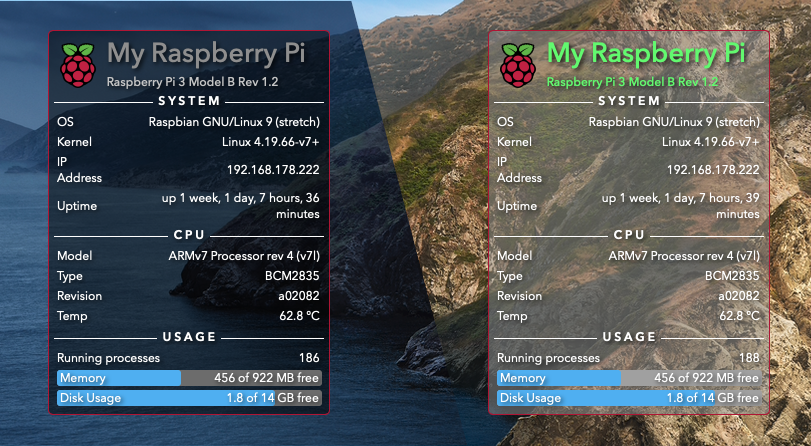 My Raspberry Pi
Raspberry Pi 3 Model B Rev 1.2
SYSTEM
OS Raspbian GNU/Linux 9 (stretch)
Kernel Linux 4.19.66-v7+
IP
Address 192.168.178.222
Uptime up 1 week, 1 day, 7 hours, 36
minutes
CPU
Model ARMv7 Processor rev 4 (v7l)
Type BCM2835
Revision a02082
Temp 62.8 °C
USAGE
Running processes 186
Memory 456 of 922 MB free
Disk Usage 1.8 of 14 GB free
My Raspberry Pi
Raspberry Pi 3 Model B Rev 1.2
SYSTEM
OS Raspbian GNU/Linux 9 (stretch)
Kernel Linux 4.19.66-v7+
IP
Address 192.168.178.222
Uptime up 1 week, 1 day, 7 hours, 39
minutes
CPU
Model ARMv7 Processor rev 4 (v7l)
Type BCM2835
Revision a02082
Temp 62.8 °C
USAGE
Running processes 188
Memory 456 of 922 MB free
Disk Usage 1.8 of 14 GB free